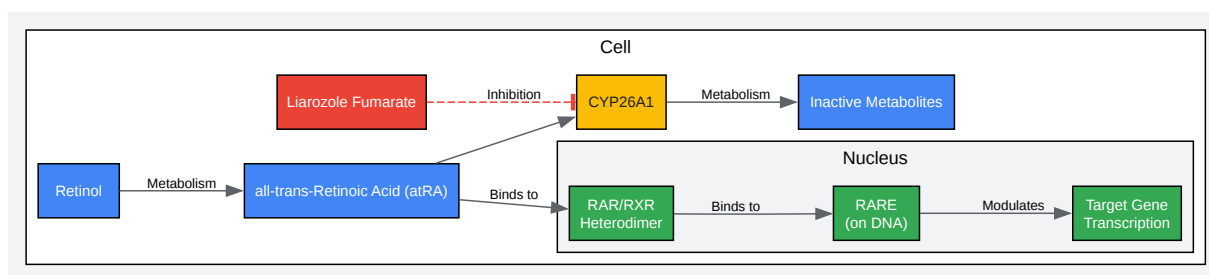 Cell
Liarozole Fumarate
Inhibition
CYP26A1
Metabolism
Inactive Metabolites
Nucleus
Retinol
Metabolism
all-trans-Retinoic Acid (atRA)
Binds to
RAR/RXR
Heterodimer
Binds to
RARE
(on DNA)
Modulates
Target Gene
Transcription